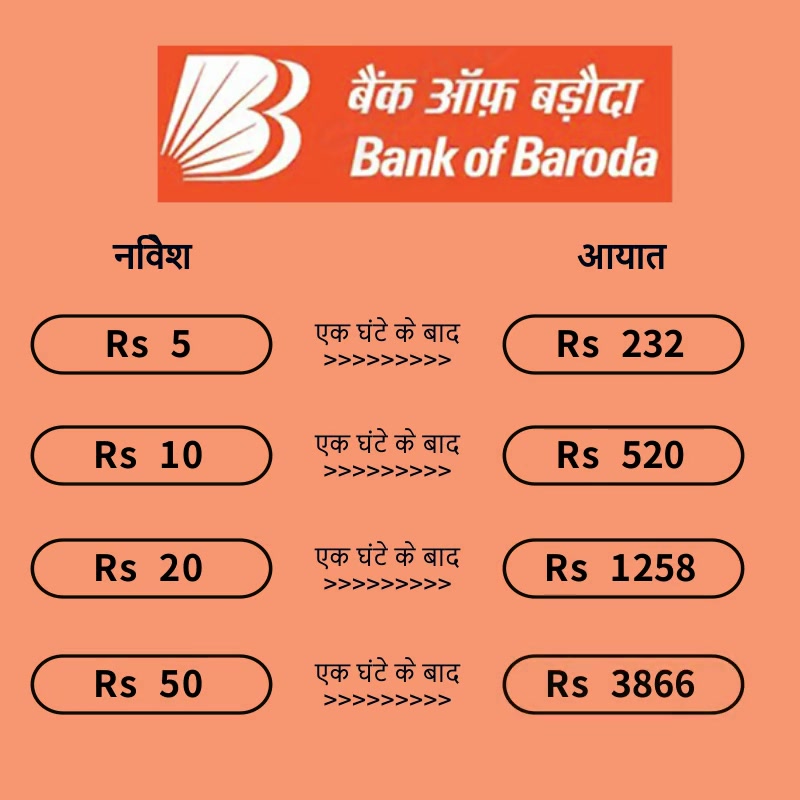 बैंक ऑफ़ बड़ौदा
Bank of Baroda
नविेश आयात
Rs 5 एक घंटे के बाद Rs 232
>>>>>>>>>
Rs 10 एक घंटे के बाद Rs 520
>>>>>>>>>
Rs 20 एक घंटे के बाद Rs 1258
>>>>>>>>>
Rs 50 एक घंटे के बाद Rs 3866
>>>>>>>>>